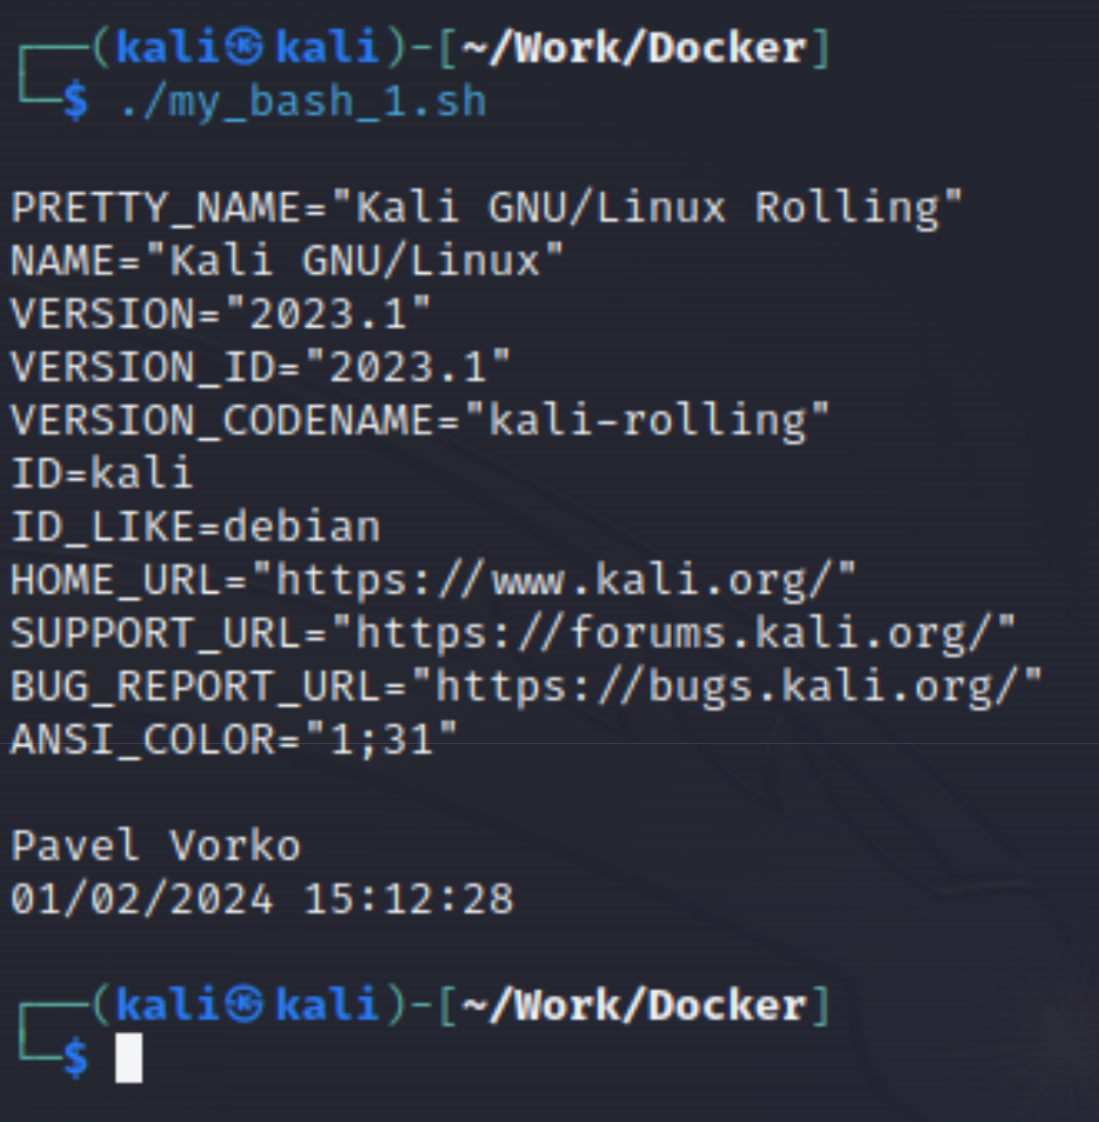 ┌──(kali㉿kali)-[~/Work/Docker]
└─$ ./my_bash_1.sh
PRETTY_NAME="Kali GNU/Linux Rolling"
NAME="Kali GNU/Linux"
VERSION="2023.1"
VERSION_ID="2023.1"
VERSION_CODENAME="kali-rolling"
ID=kali
ID_LIKE=debian
HOME_URL="https://www.kali.org/"
SUPPORT_URL="https://forums.kali.org/"
BUG_REPORT_URL="https://bugs.kali.org/"
ANSI_COLOR="1;31"
Pavel Vorko
01/02/2024 15:12:28
┌──(kali㉿kali)-[~/Work/Docker]
└─$